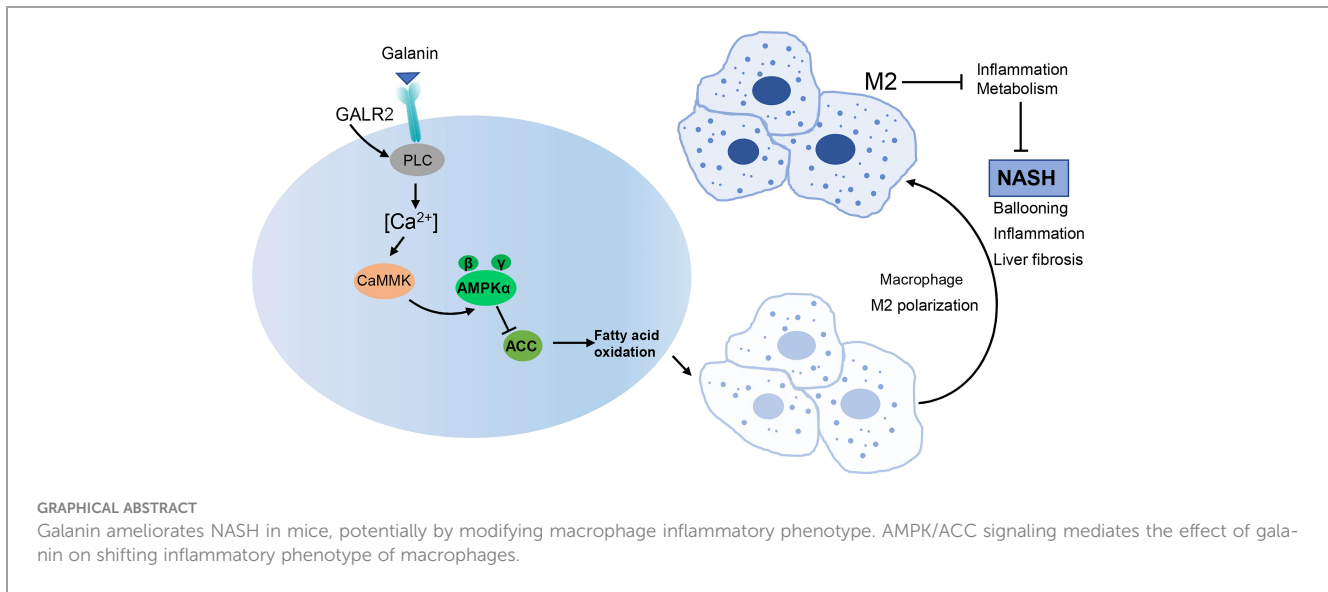 Galanin
GALR2
PLC
[Ca²⁺]
CaMMK
β
γ
AMPKα
ACC
Fatty acid
oxidation
M2
Inflammation
Metabolism
NASH
Ballooning
Inflammation
Liver fibrosis
Macrophage
M2 polarization
GRAPHICAL ABSTRACT
Galanin ameliorates NASH in mice, potentially by modifying macrophage inflammatory phenotype. AMPK/ACC signaling mediates the effect of gala-
nin on shifting inflammatory phenotype of macrophages.